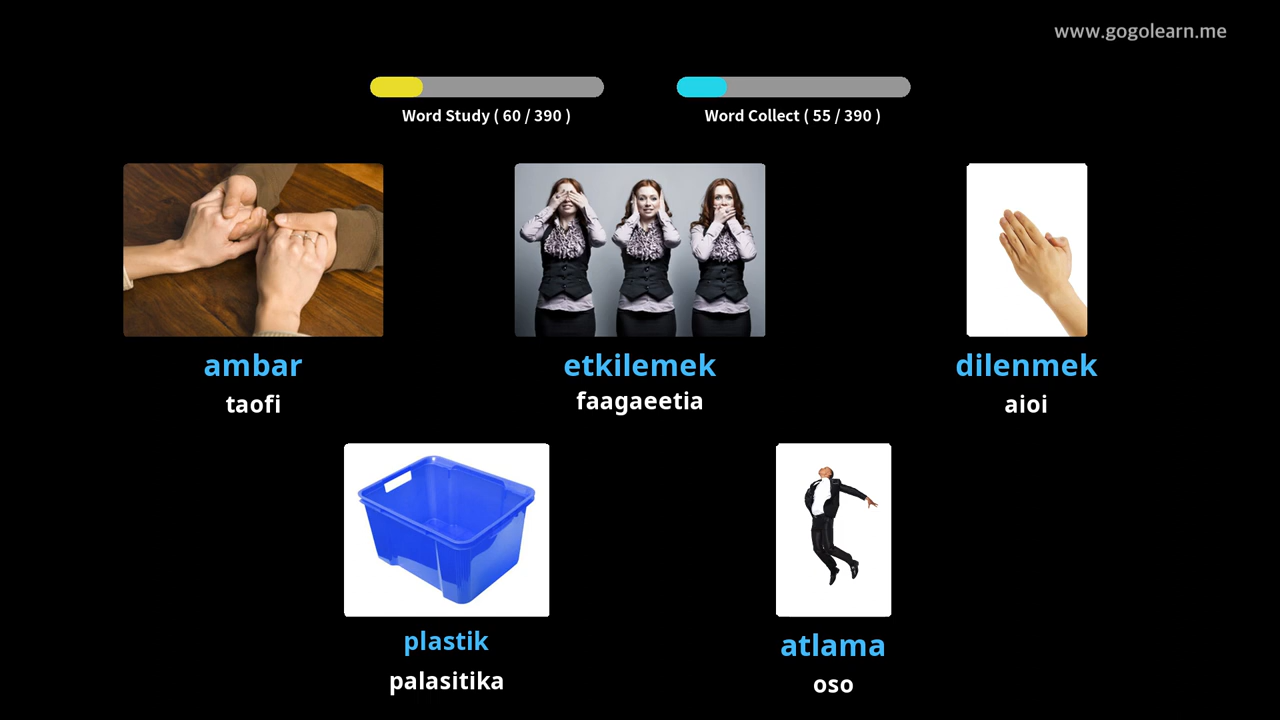 www.gogolearn.me
Word Study ( 60 / 390 )
Word Collect ( 55 / 390 )
ambar
taofi
etkilemek
faagaeetia
dilenmek
aioi
plastik
palasitika
atlama
oso